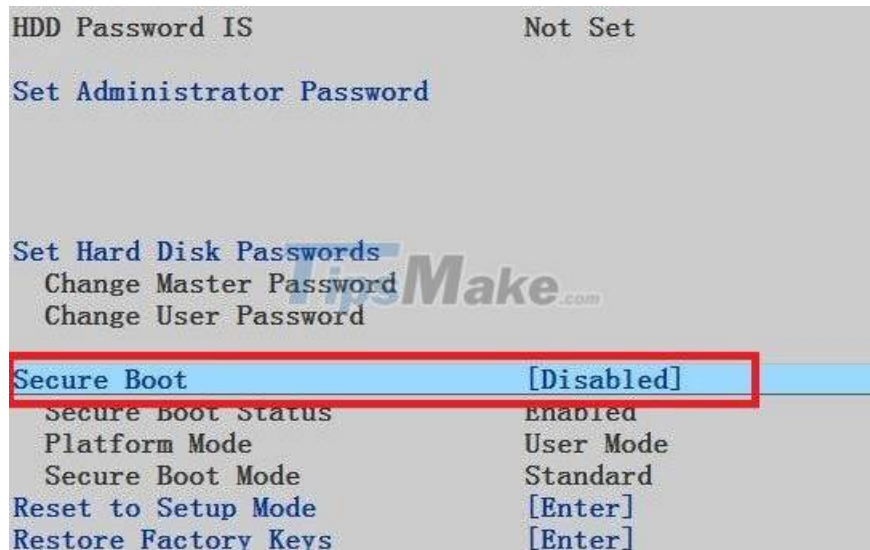 HDD Password IS Not Set
Set Administrator Password
Set Hard Disk Passwords
Change Master Password
TipsMake.com
Change User Password
Secure Boot [Disabled]
Secure Boot Status Enabled
Platform Mode User Mode
Secure Boot Mode Standard
Reset to Setup Mode [Enter]
Restore Factory Keys [Enter]